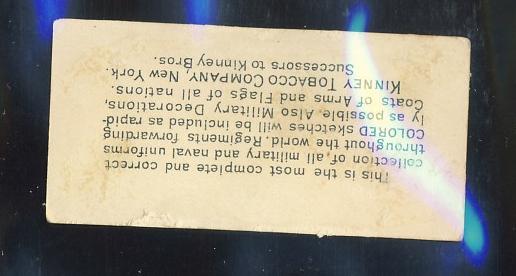 This is the most complete and correct
collection of all military and naval uniforms
throughout the world. Regiments forwarding
COLORED sketches will be included as rapid-
ly as possible. Also Military Decorations,
Coats of Arms and Flags of all nations.
KINNEY TOBACCO COMPANY, New York.
Successors to Kinney Bros.